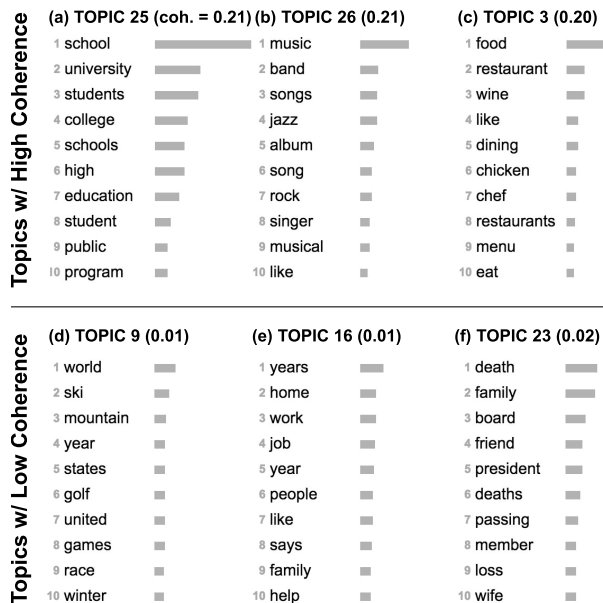 Topics w/ High Coherence
(a) TOPIC 25 (coh. = 0.21)
1 school
2 university
3 students
4 college
5 schools
6 high
7 education
8 student
9 public
10 program
(b) TOPIC 26 (0.21)
1 music
2 band
3 songs
4 jazz
5 album
6 song
7 rock
8 singer
9 musical
10 like
(c) TOPIC 3 (0.20)
1 food
2 restaurant
3 wine
4 like
5 dining
6 chicken
7 chef
8 restaurants
9 menu
10 eat
Topics w/ Low Coherence
(d) TOPIC 9 (0.01)
1 world
2 ski
3 mountain
4 year
5 states
6 golf
7 united
8 games
9 race
10 winter
(e) TOPIC 16 (0.01)
1 years
2 home
3 work
4 job
5 year
6 people
7 like
8 says
9 family
10 help
(f) TOPIC 23 (0.02)
1 death
2 family
3 board
4 friend
5 president
6 deaths
7 passing
8 member
9 loss
10 wife